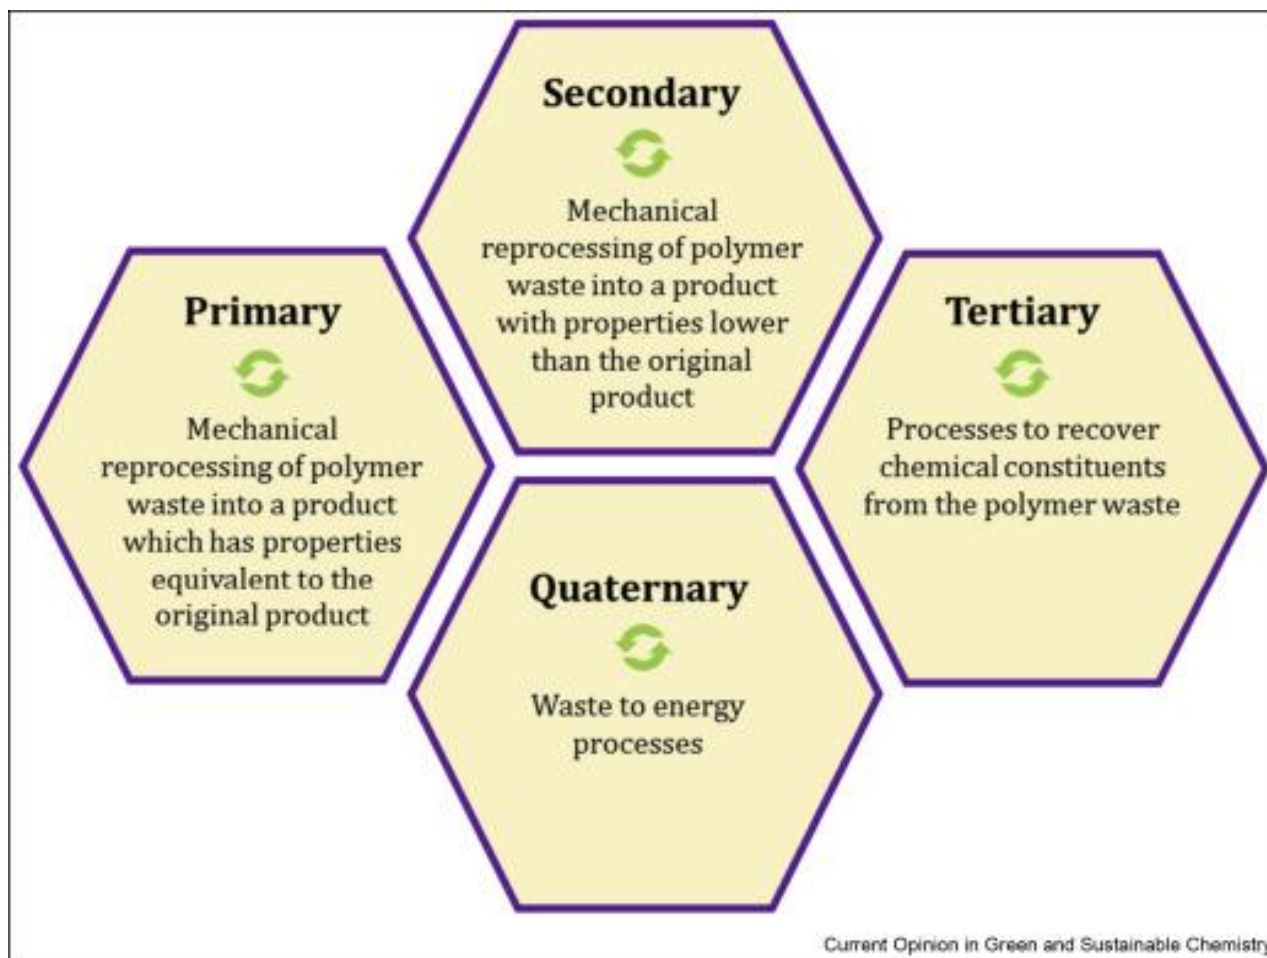 Secondary
Mechanical
reprocessing of polymer
waste into a product
with properties lower
than the original
product
Primary
Mechanical
reprocessing of polymer
waste into a product
which has properties
equivalent to the
original product
Tertiary
Processes to recover
chemical constituents
from the polymer waste
Quaternary
Waste to energy
processes
Current Opinion in Green and Sustainable Chemistry